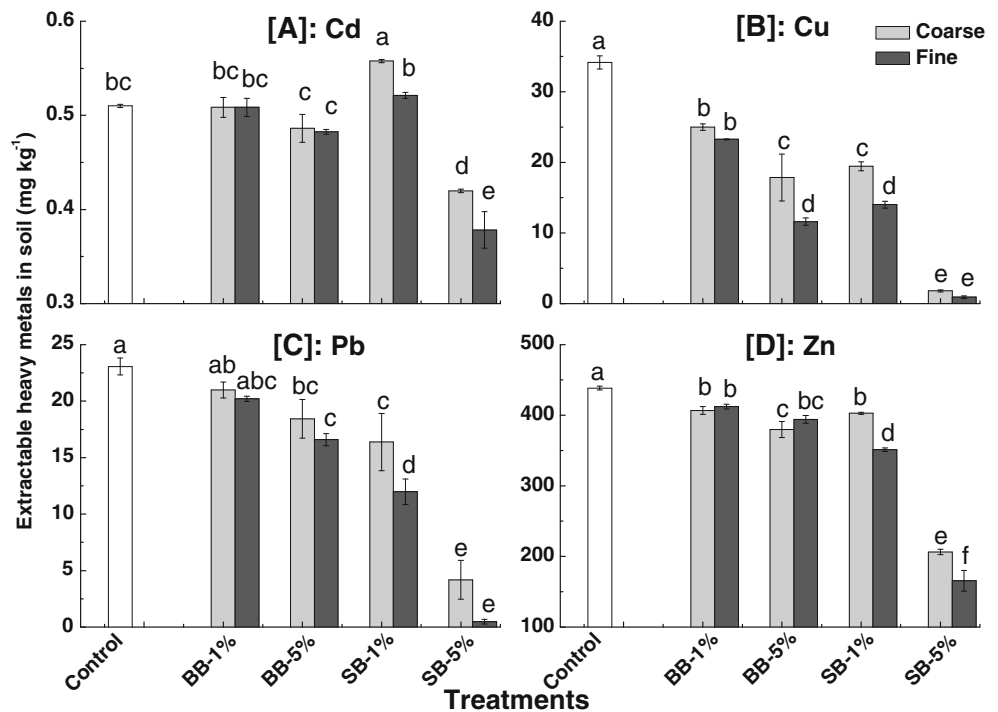 [A]: Cd
[B]: Cu
Coarse
Fine
Extractable heavy metals in soil (mg kg-1)
0.6
0.5
0.4
0.3
bc
bc bc
c c
a
b
d
e
40
30
20
10
0
a
b b
c
d
c
d
e e
[C]: Pb
[D]: Zn
25
20
15
10
5
0
a
ab
abc
bc
c
c
d
e
e
500
400
300
200
100
a
b b
c
bc
b
d
e
f
Control BB-1% BB-5% SB-1% SB-5%
Control BB-1% BB-5% SB-1% SB-5%
Treatments